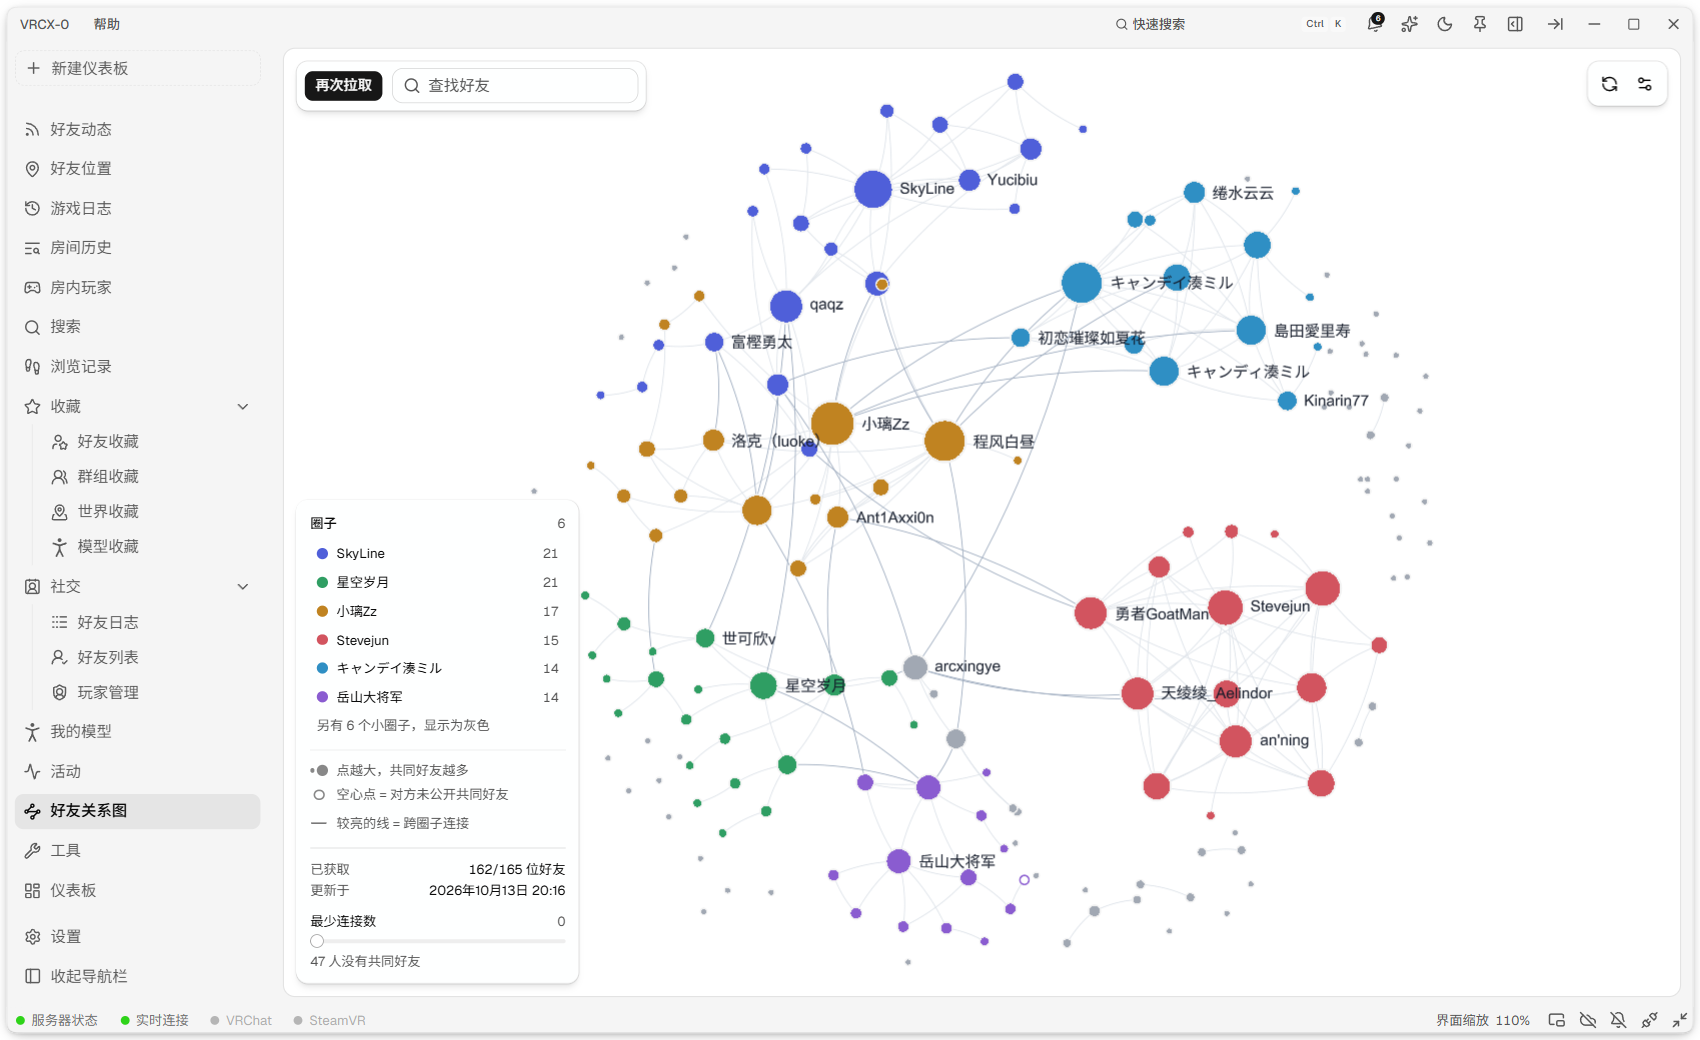 VRCX-0 帮助 快速搜索 Ctrl K 6
新建仪表板
好友动态
好友位置
游戏日志
房间历史
房内玩家
搜索
浏览记录
收藏
好友收藏
群组收藏
世界收藏
模型收藏
社交
好友日志
好友列表
玩家管理
我的模型
活动
好友关系图
工具
仪表板
设置
收起导航栏
再次拉取 查找好友
SkyLine
Yucibiu
绻水云云
キャンデイ湊ミル
qaqz
島田愛里寿
初恋璀璨如夏花
富樫勇太
キャンディ湊ミル
Kinarin77
小璃Zz
洛克（luoke）
程风白昼
Ant1Axxi0n
勇者GoatMan
Stevejun
世可欣v
arcxingye
星空岁月
天绫绫_Aelindor
an'ning
岳山大将军
圈子 6
SkyLine 21
星空岁月 21
小璃Zz 17
Stevejun 15
キャンデイ湊ミル 14
岳山大将军 14
另有 6 个小圈子，显示为灰色
点越大，共同好友越多
空心点 = 对方未公开共同好友
较亮的线 = 跨圈子连接
已获取 162/165 位好友
更新于 2026年10月13日 20:16
最少连接数 0
47 人没有共同好友
服务器状态 实时连接 VRChat SteamVR 界面缩放 110%